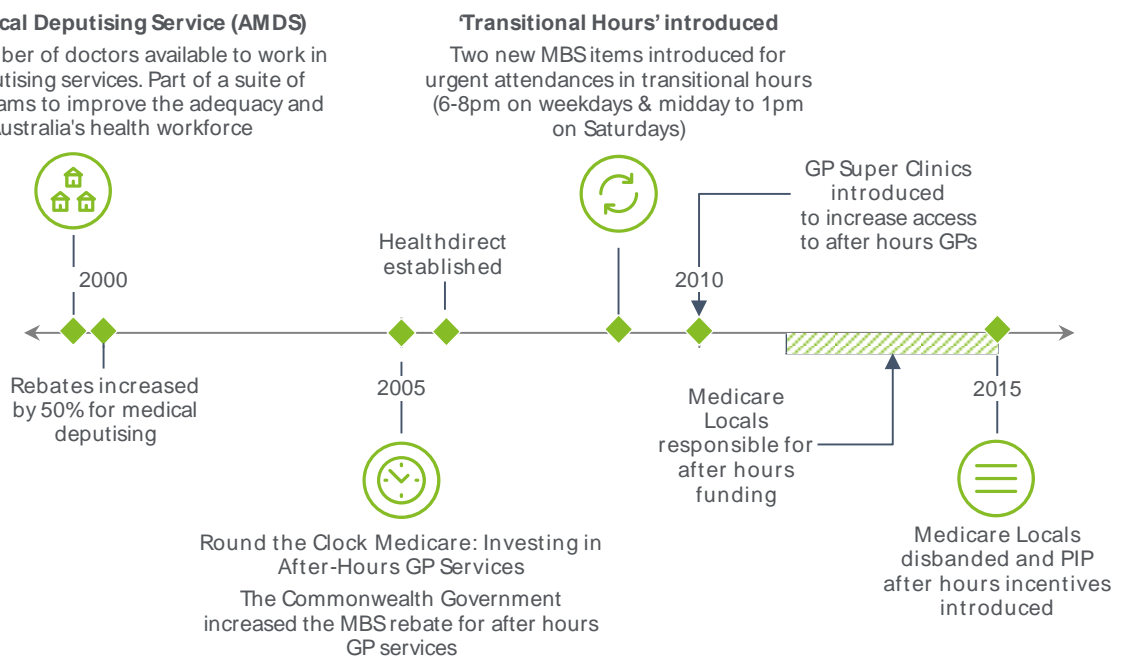 cal Deputising Service (AMDS)
ber of doctors available to work in
utising services. Part of a suite of
ams to improve the adequacy and
ustralia's health workforce
'Transitional Hours' introduced
Two new MBS items introduced for
urgent attendances in transitional hours
(6-8pm on weekdays & midday to 1pm
on Saturdays)
GP Super Clinics
introduced
to increase access
to after hours GPs
Healthdirect
established
2000
2010
Rebates increased
by 50% for medical
deputising
2005
Medicare
Locals
responsible for
after hours
funding
2015
Round the Clock Medicare: Investing in
After-Hours GP Services
The Commonwealth Government
increased the MBS rebate for after hours
GP services
Medicare Locals
disbanded and PIP
after hours incentives
introduced